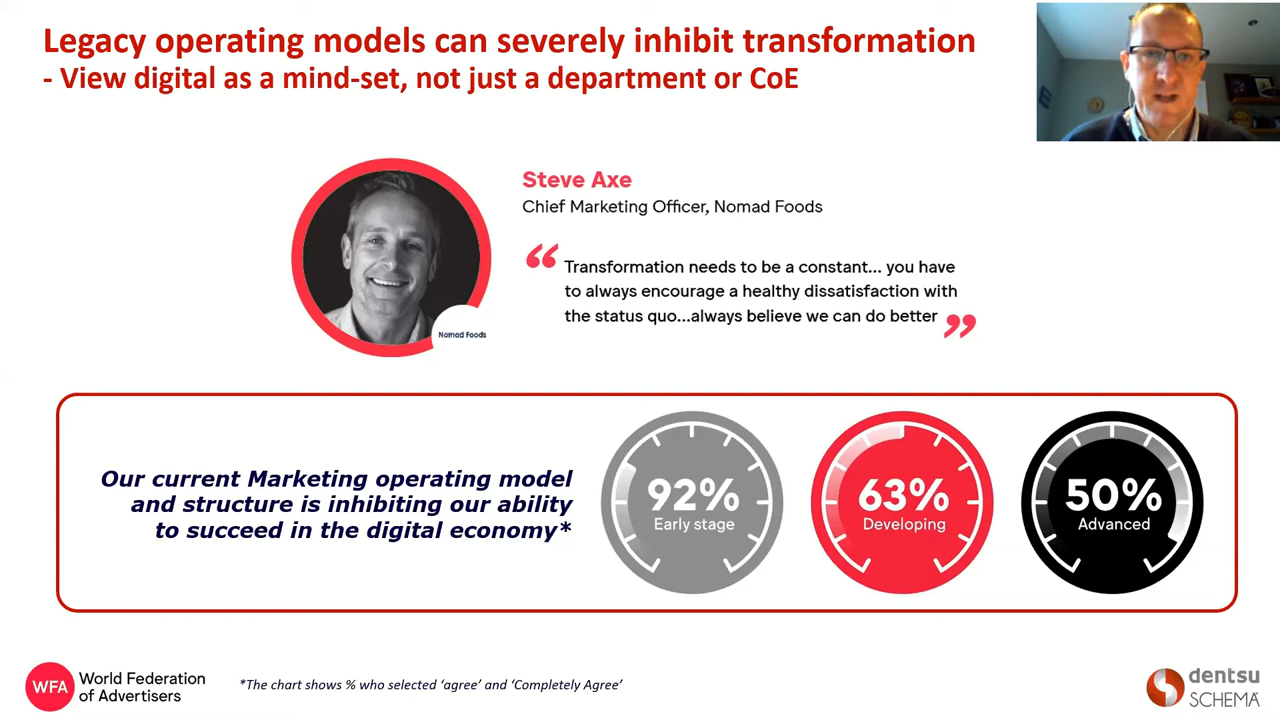 Legacy operating models can severely inhibit transformation
- View digital as a mind-set, not just a department or CoE
Steve Axe
Chief Marketing Officer, Nomad Foods
“ Transformation needs to be a constant... you have
to always encourage a healthy dissatisfaction with
the status quo...always believe we can do better ”
Nomad Foods
Our current Marketing operating model
and structure is inhibiting our ability
to succeed in the digital economy*
92%
Early stage
63%
Developing
50%
Advanced
WFA
World Federation
of Advertisers
*The chart shows % who selected ‘agree’ and ‘Completely Agree’
dentsu
SCHEMA